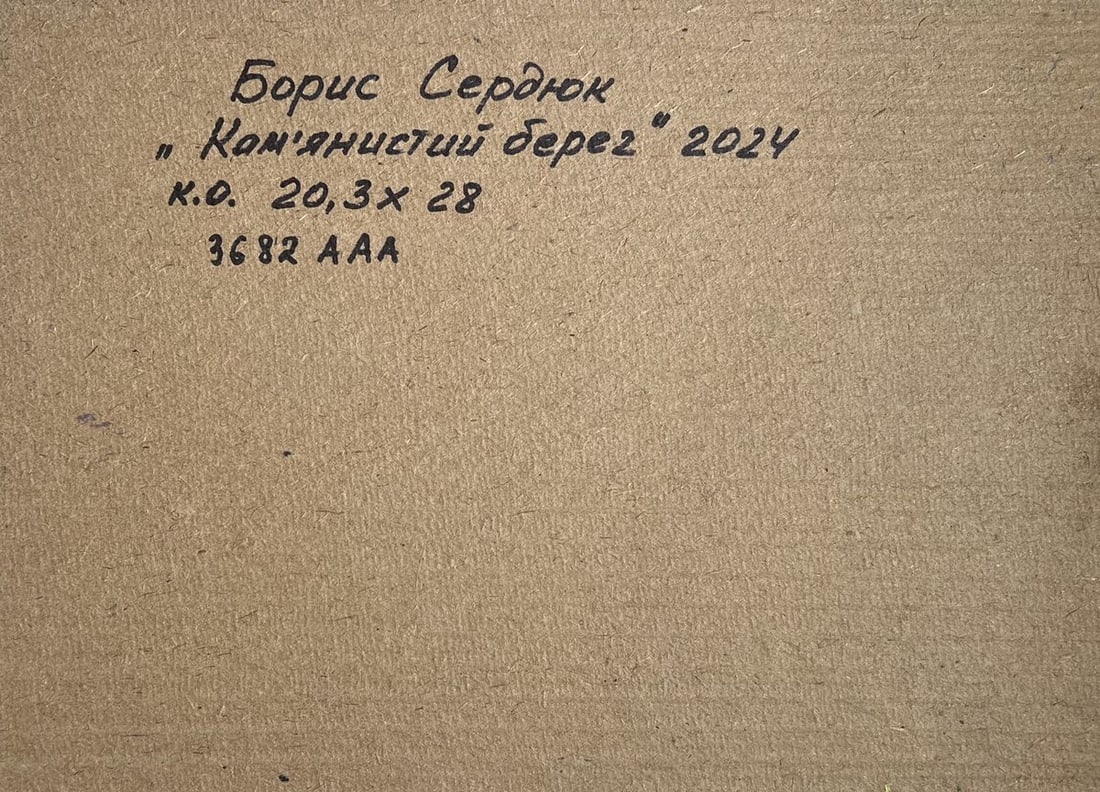 Борис Сердюк
„Кам'янистий берег" 2024
к.о. 20,3х 28
3682 ААА